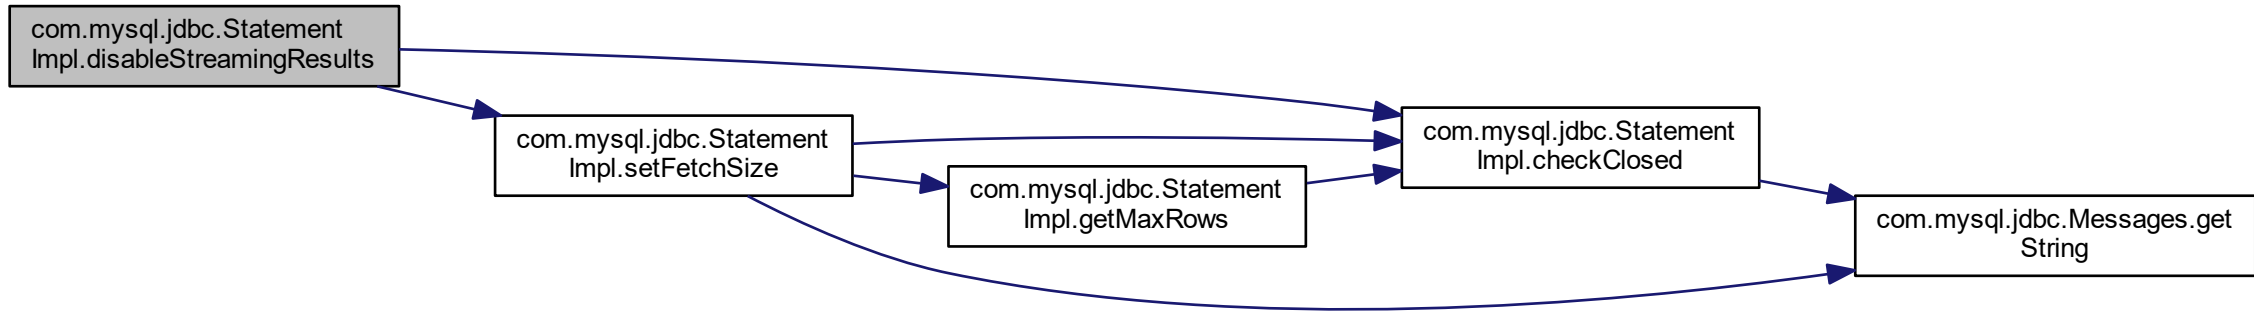 com.mysql.jdbc.Statement
Impl.disableStreamingResults
com.mysql.jdbc.Statement
Impl.setFetchSize
com.mysql.jdbc.Statement
Impl.getMaxRows
com.mysql.jdbc.Statement
Impl.checkClosed
com.mysql.jdbc.Messages.get
String